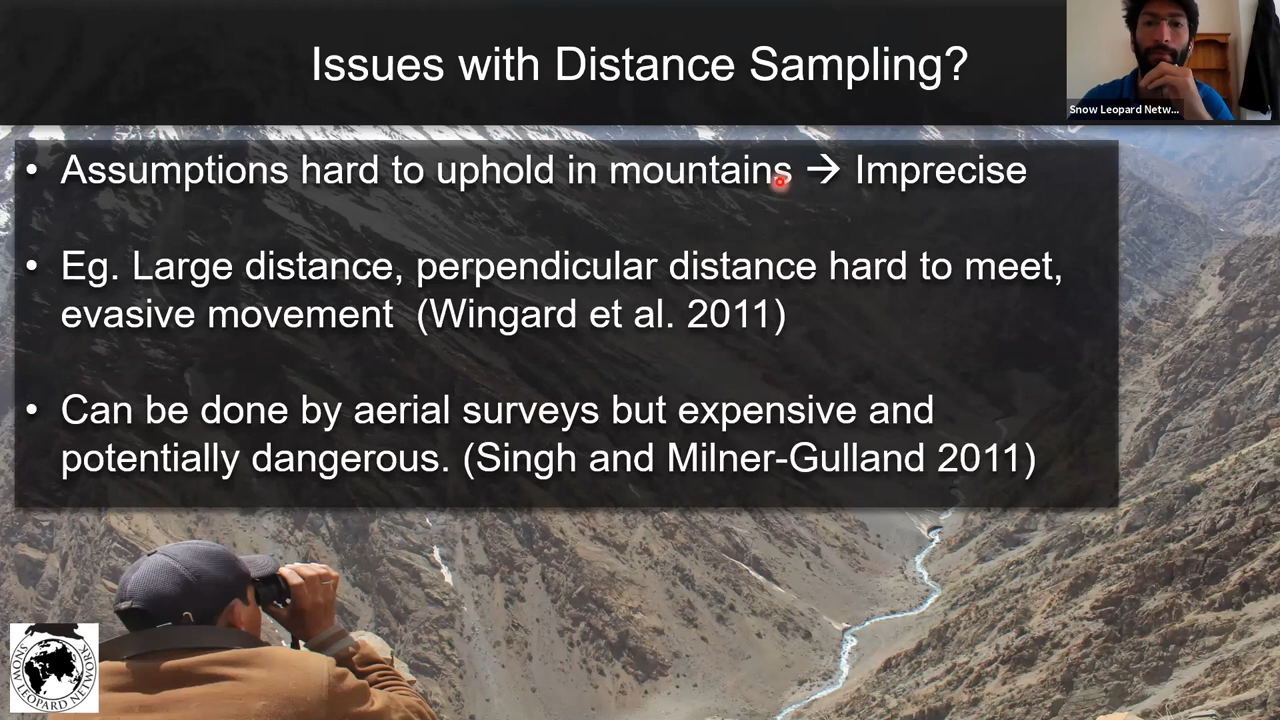 Issues with Distance Sampling?
Snow Leopard Netw...
• Assumptions hard to uphold in mountains → Imprecise
• Eg. Large distance, perpendicular distance hard to meet,
evasive movement (Wingard et al. 2011)
• Can be done by aerial surveys but expensive and
potentially dangerous. (Singh and Milner-Gulland 2011)
SNOW LEOPARD NETWORK